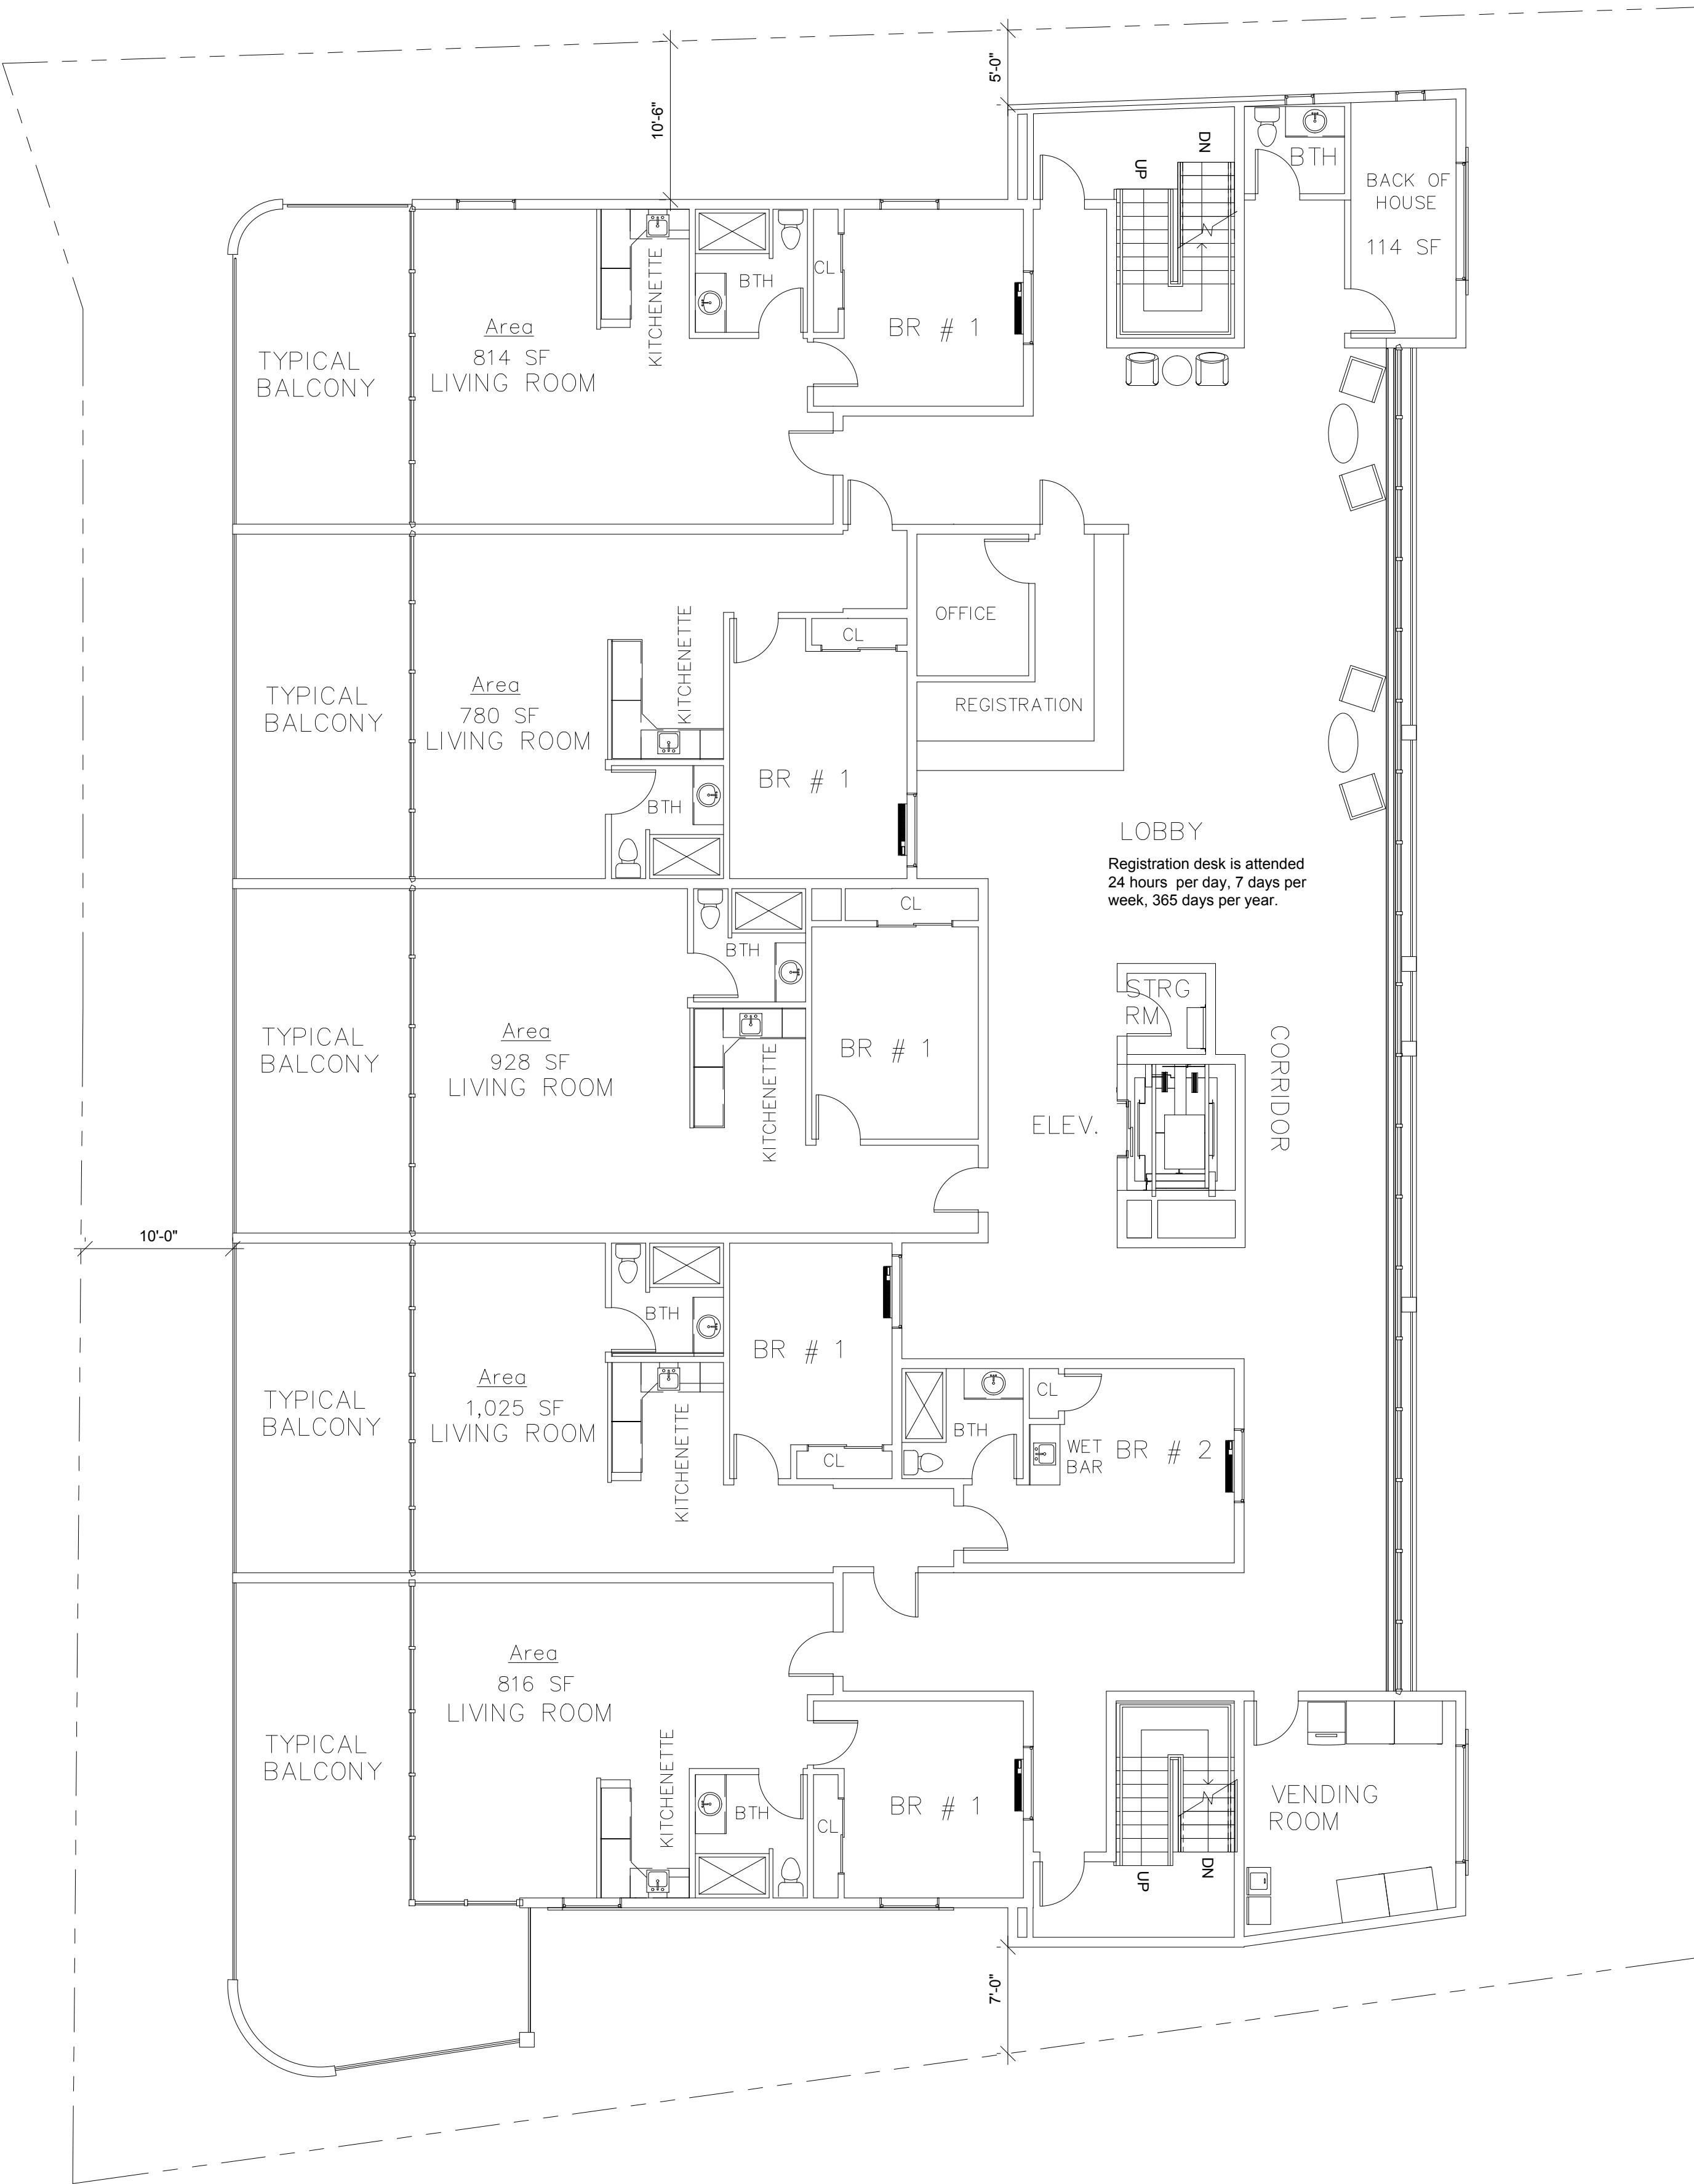 5'-0"
10'-6"
DN
UP
BTH
BACK OF
HOUSE
114 SF
KITCHENETTE
BTH
CL
BR # 1
Area
814 SF
LIVING ROOM
TYPICAL
BALCONY
OFFICE
CL
KITCHENETTE
REGISTRATION
Area
780 SF
LIVING ROOM
TYPICAL
BALCONY
BR # 1
BTH
LOBBY
Registration desk is attended
24 hours per day, 7 days per
week, 365 days per year.
CL
BTH
STRG
RM
Area
928 SF
LIVING ROOM
TYPICAL
BALCONY
BR # 1
KITCHENETTE
ELEV.
CORRIDOR
10'-0"
BTH
BR # 1
Area
1,025 SF
LIVING ROOM
TYPICAL
BALCONY
KITCHENETTE
CL
BTH
CL
WET
BAR
BR # 2
Area
816 SF
LIVING ROOM
TYPICAL
BALCONY
KITCHENETTE
BTH
CL
BR # 1
VENDING
ROOM
UP
DN
7'-0"